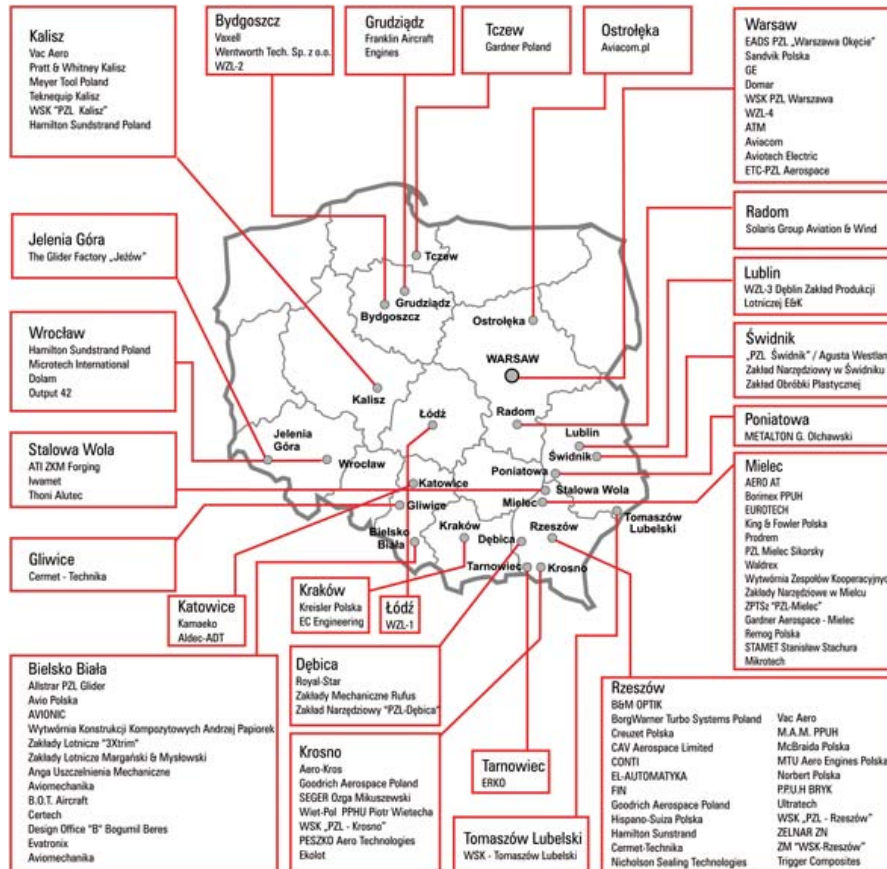 Kalisz
Vac Aero
Pratt & Whitney Kalisz
Meyer Tool Poland
Teknequip Kalisz
WSK "PZL Kalisz"
Hamilton Sundstrand Poland
Bydgoszcz
Vaxell
Wentworth Tech. Sp. z o.o.
WZL-2
Grudziądz
Franklin Aircraft
Engines
Tczew
Gardner Poland
Ostrołęka
Aviacom.pl
Warsaw
EADS PZL „Warszawa Okęcie"
Sandvik Polska
GE
Domar
WSK PZL Warszawa
WZL-4
ATM
Aviacom
Aviotech Electric
ETC-PZL Aerospace
Jelenia Góra
The Glider Factory „Jeżów"
Radom
Solaris Group Aviation & Wind
Lublin
WZL-3 Dęblin Zakład Produkcji
Lotniczej E&K
Wrocław
Hamilton Sundstrand Poland
Microtech International
Dolam
Output 42
Świdnik
„PZL Świdnik" / Agusta Westlan
Zakład Narzędziowy w Świdniku
Zakład Obróbki Plastycznej
Stalowa Wola
ATI ZKM Forging
Iwamet
Thoni Alutec
Poniatowa
METALTON G. Olchawski
Mielec
AERO AT
Borimex PPUH
EUROTECH
King & Fowler Polska
Prodrem
PZL Mielec Sikorsky
Waldrex
Wytwórnia Zespołów Kooperacyjnyc
Zakłady Narzędziowe w Mielcu
ZPTSz "PZL-Mielec"
Gardner Aerospace - Mielec
Remog Polska
STAMET Stanisław Stachura
Mikrotech
Tczew
Grudziądz
Bydgoszcz
Ostrołęka
WARSAW
Kalisz
Łódź
Radom
Lublin
Jelenia
Góra
Wrocław
Świdnik
Poniatowa
Katowice
Stalowa Wola
Gliwice
Mielec
Tomaszów
Lubelski
Bielsko
Biała
Kraków
Dębica
Rzeszów
Tarnowiec
Krosno
Gliwice
Cermet - Technika
Katowice
Kamaeko
Aldec-ADT
Kraków
Kreisler Polska
EC Engineering
Łódź
WZL-1
Bielsko Biała
Allstar PZL Glider
Avio Polska
AVIONIC
Wytwórnia Konstrukcji Kompozytowych Andrzej Papiorek
Zakłady Lotnicze "3Xtrim"
Zakłady Lotnicze Margański & Mysłowski
Anga Uszczelnienia Mechaniczne
Aviomechanika
B.O.T. Aircraft
Certech
Design Office "B" Bogumił Beres
Evatronix
Aviomechanika
Dębica
Royal-Star
Zakłady Mechaniczne Rufus
Zakład Narzędziowy "PZL-Dębica"
Krosno
Aero-Kros
Goodrich Aerospace Poland
SEGER Ozga Mikuszewski
Wiet-Pol PPHU Piotr Wietecha
WSK „PZL - Krosno"
PESZKO Aero Technologies
Ekolot
Tarnowiec
ERKO
Tomaszów Lubelski
WSK - Tomaszów Lubelski
Rzeszów
B&M OPTIK
BorgWarner Turbo Systems Poland
Creuzet Polska
CAV Aerospace Limited
CONTI
EL-AUTOMATYKA
FIN
Goodrich Aerospace Poland
Hispano-Suiza Polska
Hamilton Sunstrand
Cermet-Technika
Nicholson Sealing Technologies
Vac Aero
M.A.M. PPUH
McBraida Polska
MTU Aero Engines Polska
Norbert Polska
P.P.U.H BRYK
Ultratech
WSK „PZL - Rzeszów"
ZELNAR ZN
ZM "WSK-Rzeszów"
Trigger Composites